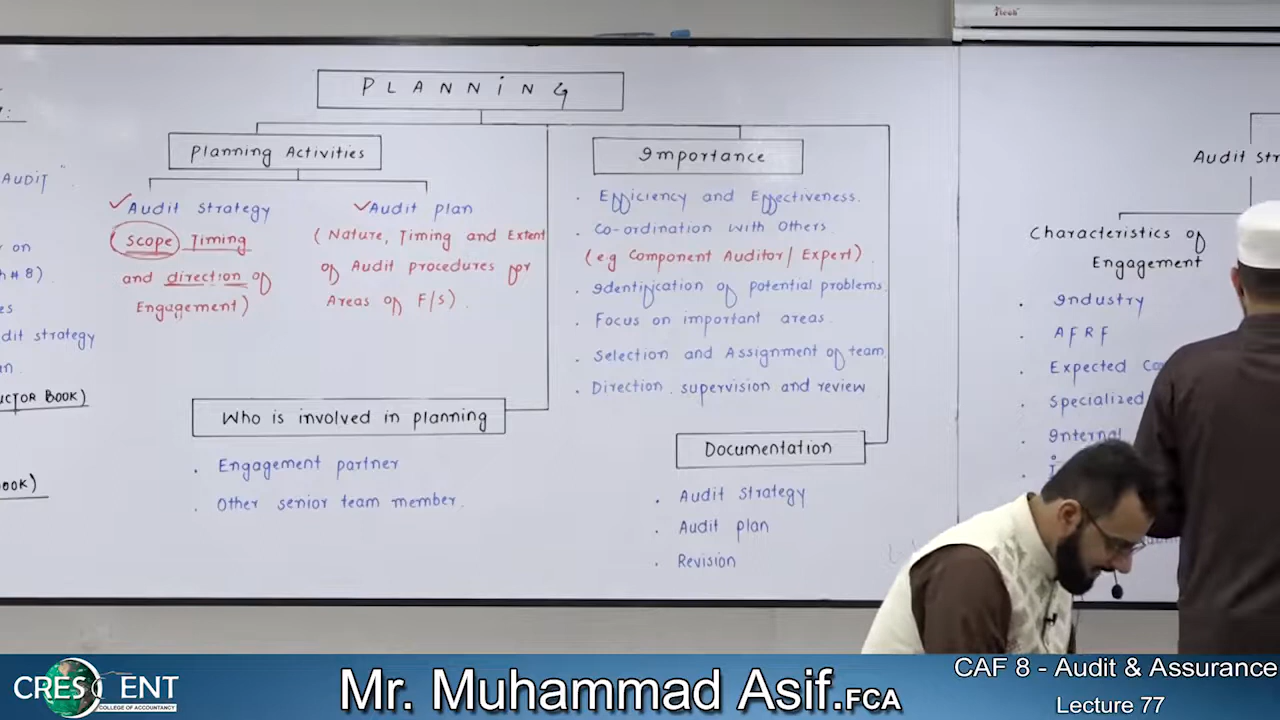 PLANNING
Planning Activities
Audit strategy
(Scope Timing
and direction of
Engagement)
Audit plan
(Nature, Timing and Extent
of Audit procedures for
Areas of F/s)
Importance
. Efficiency and Effectiveness.
. Co-ordination with Others
(eg Component Auditor/Expert)
. Identification of potential problems.
. Focus on important areas.
. Selection and Assignment of team
. Direction, supervision and review
Who is involved in planning
. Engagement partner
. Other senior team member.
Documentation
. Audit strategy
. Audit plan
. Revision
AUDIT"
on
h#8)
dit strategy
UCTOR BOOK)
OOK)
Audit Str
Characteristics of
Engagement
. Industry
. AFRF
. Expected
. Specialized
. Internal
CRESCENT
COLLEGE OF ACCOUNTANCY
Mr. Muhammad Asif.FCA
CAF 8 - Audit & Assurance
Lecture 77